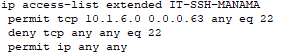 ip access-list extended IT-SSH-MANAMA
permit tcp 10.1.6.0 0.0.0.63 any eq 22
deny tcp any any eq 22
permit ip any any